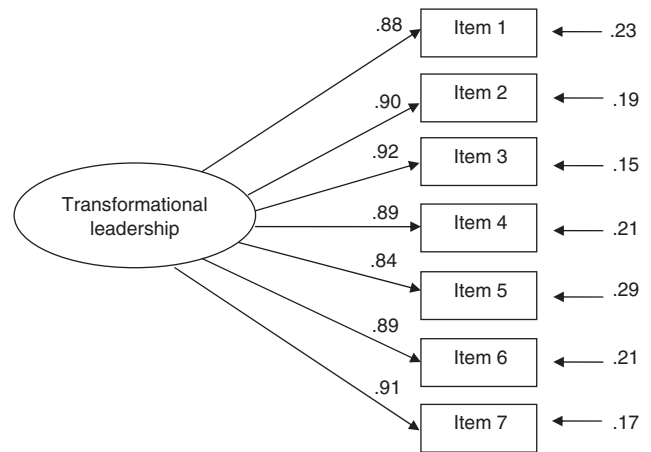 .88
Item 1
.23
.90
Item 2
.19
.92
Item 3
.15
Transformational
leadership
.89
Item 4
.21
.84
Item 5
.29
.89
Item 6
.21
.91
Item 7
.17